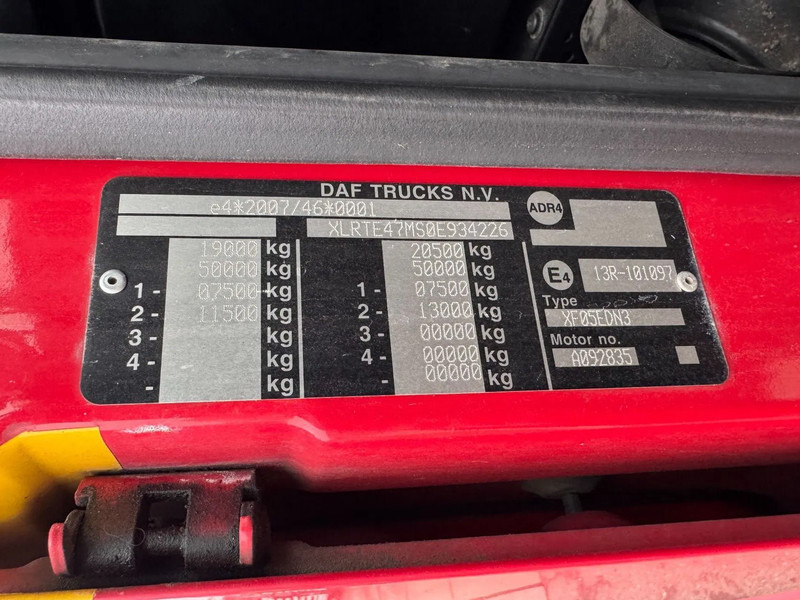 DAF TRUCKS N.V.
e4*2007/46*0001
XLRTE47MS0E934226
19000 kg 20500 kg
50000 kg 50000 kg
1 - 07500 kg 1 - 07500 kg
2 - 11500 kg 2 - 13000 kg
3 - kg 3 - 00000 kg
4 - kg 4 - 00000 kg
- kg - 00000 kg
ADR4
E4 13R-101097
Type
XF05EDN3
Motor no.
A092835